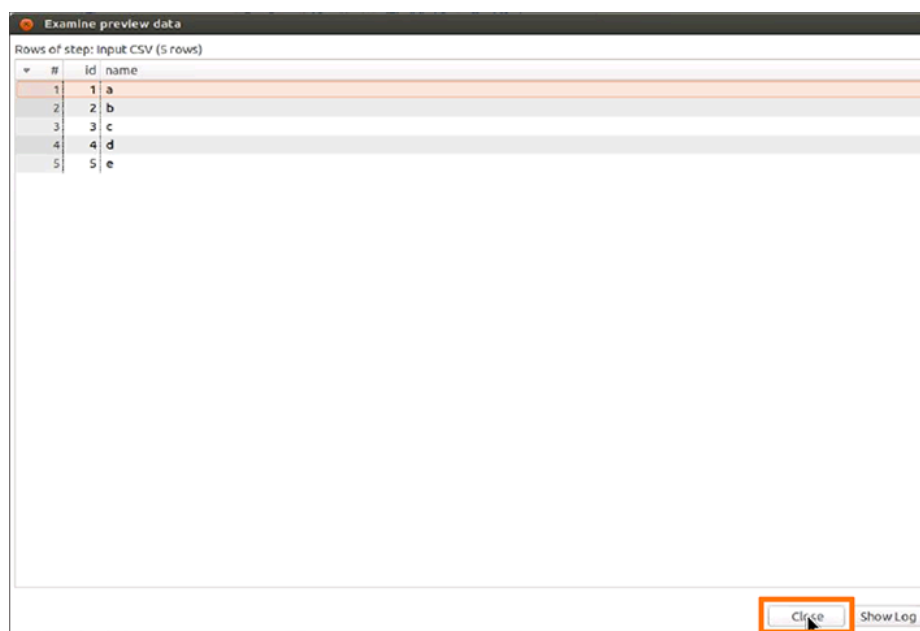 Examine preview data
Rows of step: Input CSV (5 rows)
# id name
1 1 a
2 2 b
3 3 c
4 4 d
5 5 e
Close Show Log